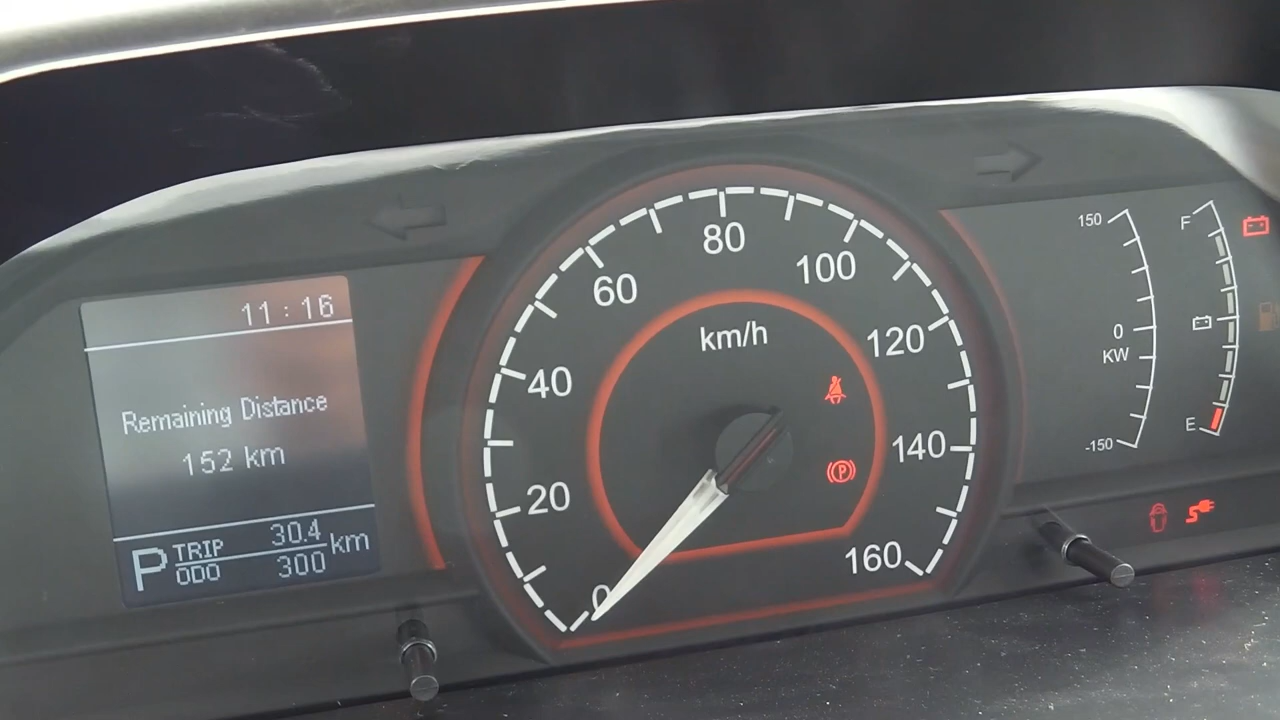 11:16
Remaining Distance
152 km
P
TRIP 30.4 km
ODO 300
0
20
40
60
80
100
120
140
160
km/h
P
150
0
KW
-150
F
E